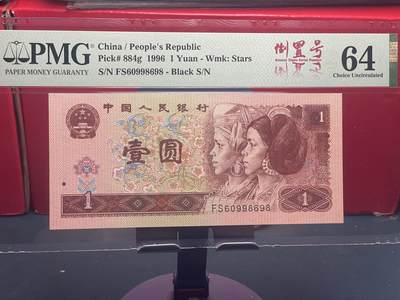 PMG
PAPER MONEY GUARANTY
China / People's Republic
Pick# 884g 1996 1 Yuan - Wmk: Stars
S/N FS60998698 - Black S/N
倒置号
64
Choice Uncirculated
中国人民银行
1
壹圆
1
1
FS60998698